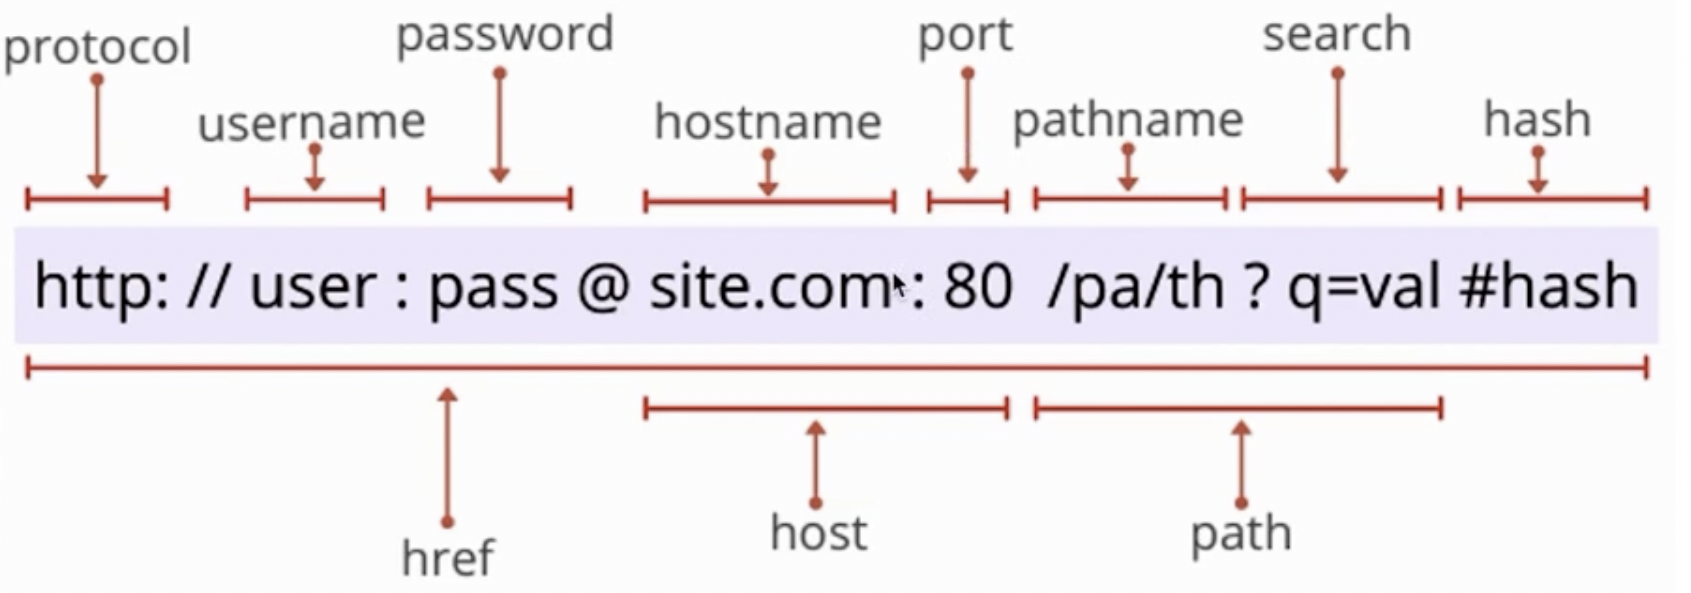 protocol
password
port
search
username
hostname
pathname
hash
http: // user : pass @ site.com : 80 /pa/th ? q=val #hash
href
host
path